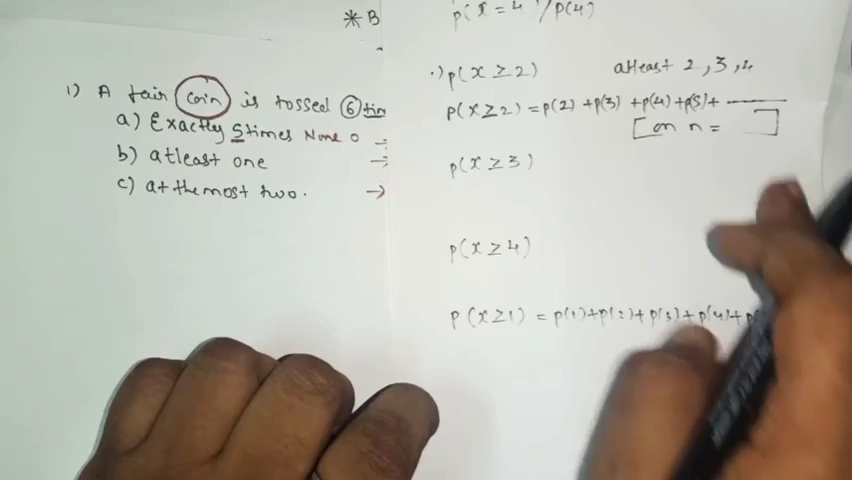 *B
1) A fair coin is tossed 6 tim
a) Exactly 5 times None 0 →
b) atleast one →
c) at the most two. →
p(x = 4) / p(4)
·) p(x ≥ 2) atleast 2, 3, 4
p(x ≥ 2) = p(2) + p(3) + p(4) + p(5) + ———
[ on n = ]
p(x ≥ 3)
p(x ≥ 4)
p(x ≥ 1) = p(1) + p(2) + p(3) + p(4) +